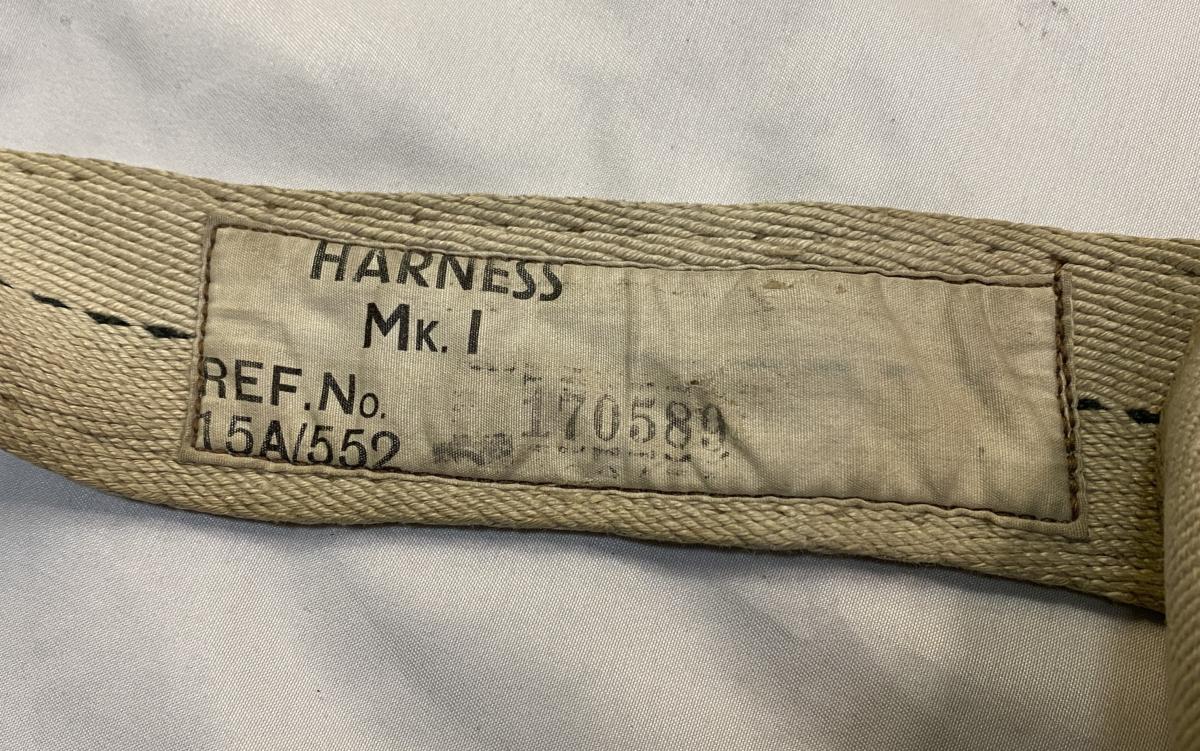 HARNESS
Mk. I
REF. No.
15A/552
170589